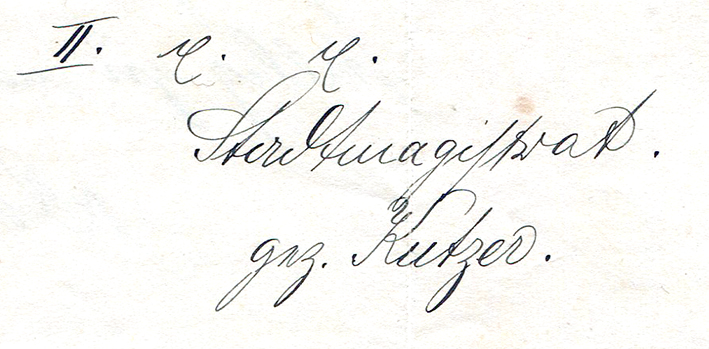 II. r. r.
Stadtmagistrat.
gez. Kutzer.